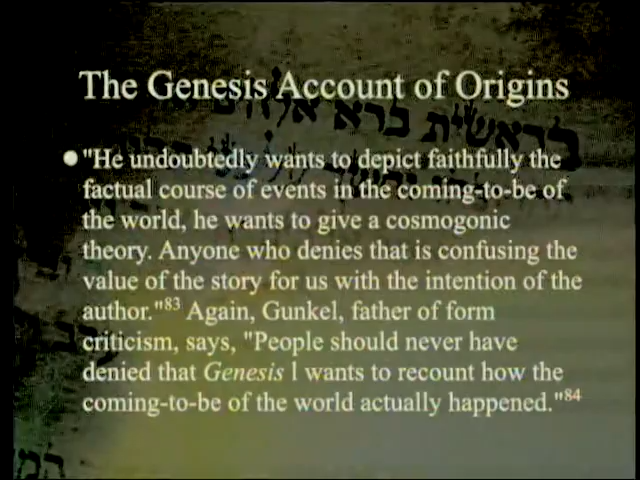 The Genesis Account of Origins
בראשית ברא אלהים
• "He undoubtedly wants to depict faithfully the
factual course of events in the coming-to-be of
the world, he wants to give a cosmogonic
theory. Anyone who denies that is confusing the
value of the story for us with the intention of the
author."83 Again, Gunkel, father of form
criticism, says, "People should never have
denied that Genesis l wants to recount how the
coming-to-be of the world actually happened."84